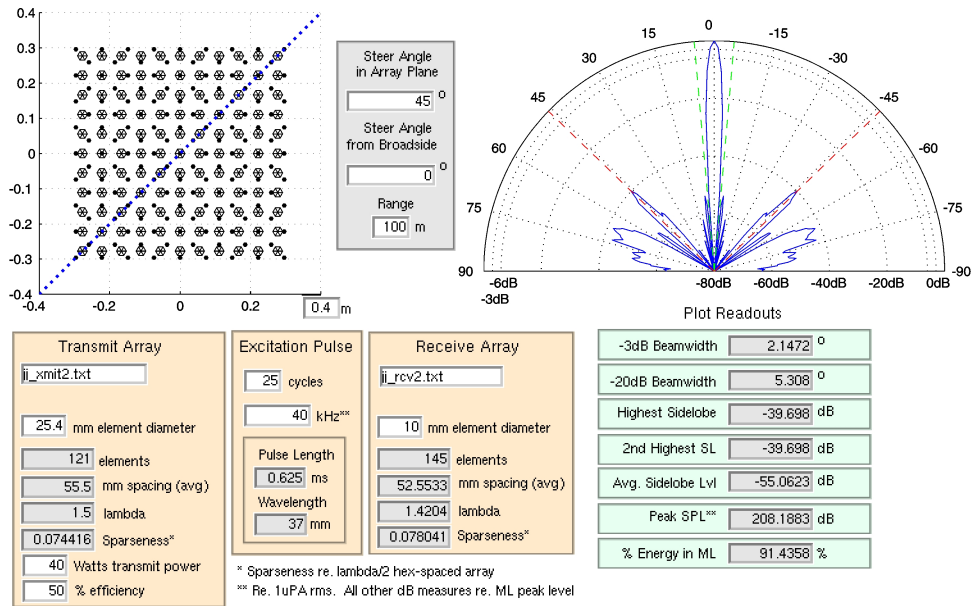 0.4
0.3
0.2
0.1
0
-0.1
-0.2
-0.3
-0.4
-0.4
-0.2
0
0.2
0.4 m
Steer Angle
in Array Plane
45 o
Steer Angle
from Broadside
0 o
Range
100 m
0
15
-15
30
-30
45
-45
60
-60
75
-75
90
-90
-6dB
-3dB
-80dB
-40dB
-20dB
0dB
Plot Readouts
Transmit Array
ii_xmit2.txt
25.4 mm element diameter
121 elements
55.5 mm spacing (avg)
1.5 lambda
0.074416 Sparseness*
40 Watts transmit power
50 % efficiency
Excitation Pulse
25 cycles
40 kHz**
Pulse Length
0.625 ms
Wavelength
37 mm
Receive Array
ii_rcv2.txt
10 mm element diameter
145 elements
52.5533 mm spacing (avg)
1.4204 lambda
0.078041 Sparseness*
* Sparseness re. lambda/2 hex-spaced array
** Re. 1uPA rms. All other dB measures re. ML peak level
-3dB Beamwidth 2.1472 o
-20dB Beamwidth 5.308 o
Highest Sidelobe -39.698 dB
2nd Highest SL -39.698 dB
Avg. Sidelobe Lvl -55.0623 dB
Peak SPL** 208.1883 dB
% Energy in ML 91.4358 %